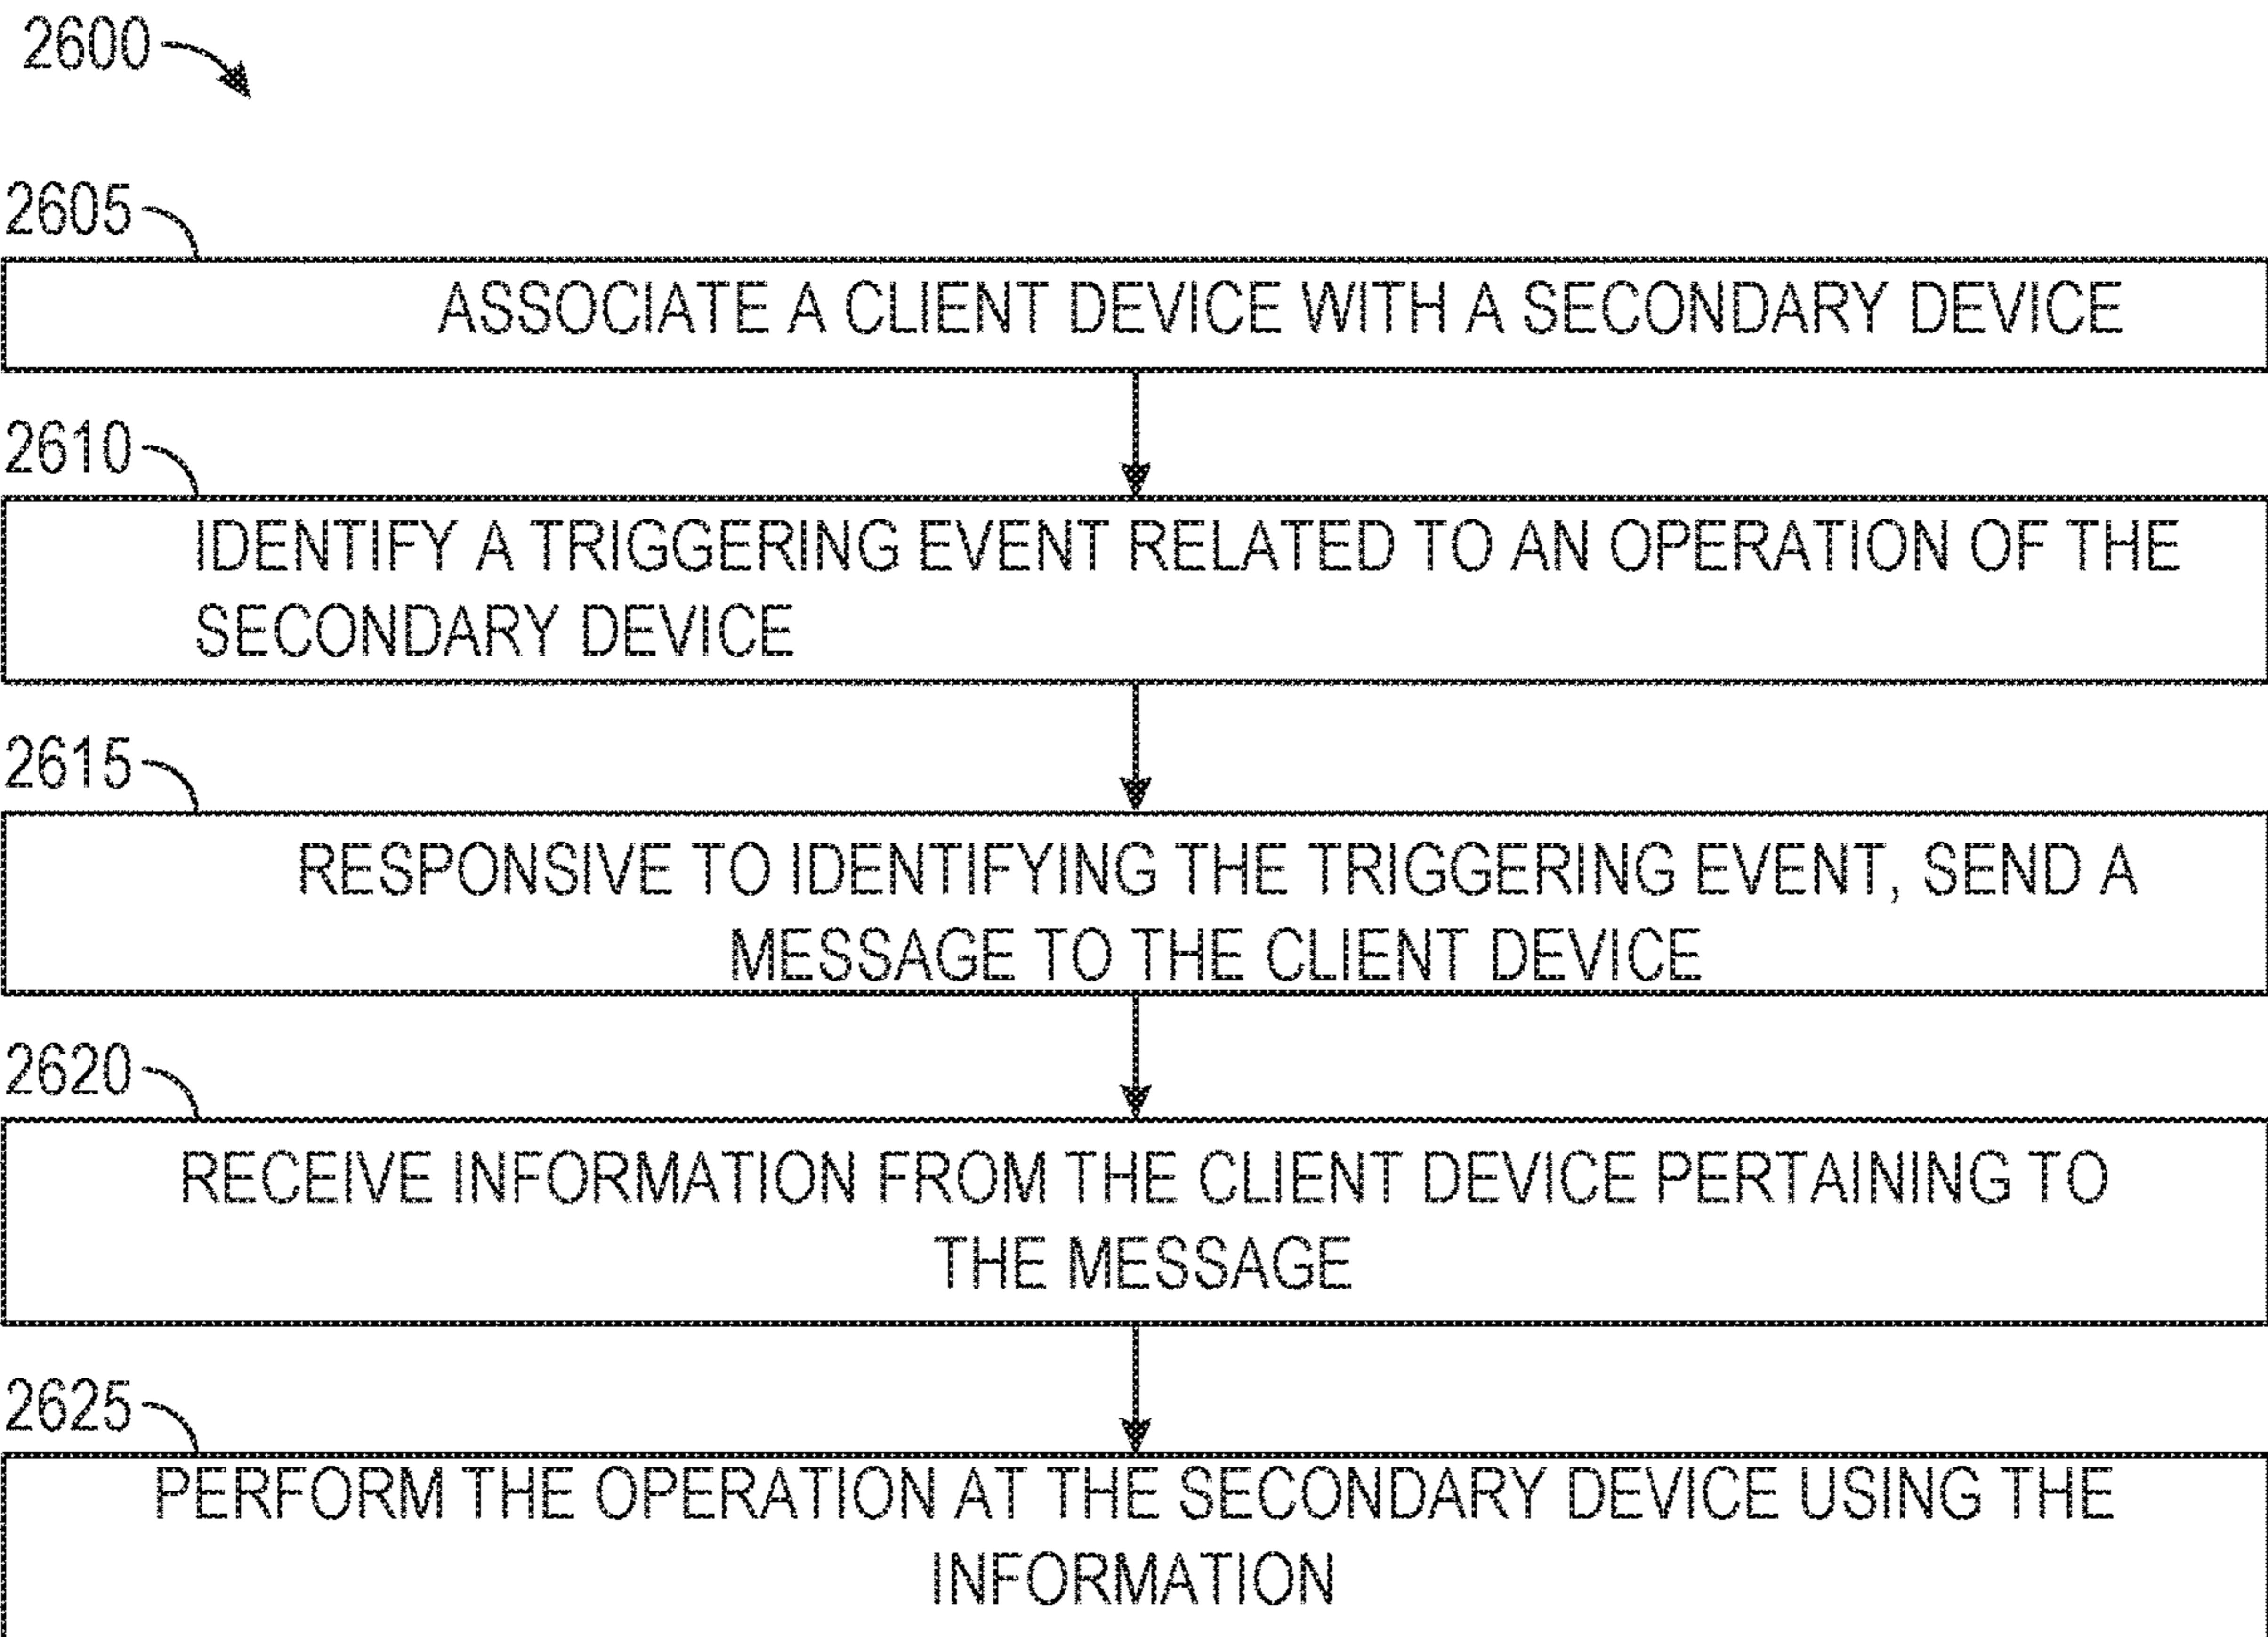 2600
2605
ASSOCIATE A CLIENT DEVICE WITH A SECONDARY DEVICE
2610
IDENTIFY A TRIGGERING EVENT RELATED TO AN OPERATION OF THE
SECONDARY DEVICE
2615
RESPONSIVE TO IDENTIFYING THE TRIGGERING EVENT, SEND A
MESSAGE TO THE CLIENT DEVICE
2620
RECEIVE INFORMATION FROM THE CLIENT DEVICE PERTAINING TO
THE MESSAGE
2625
PERFORM THE OPERATION AT THE SECONDARY DEVICE USING THE
INFORMATION